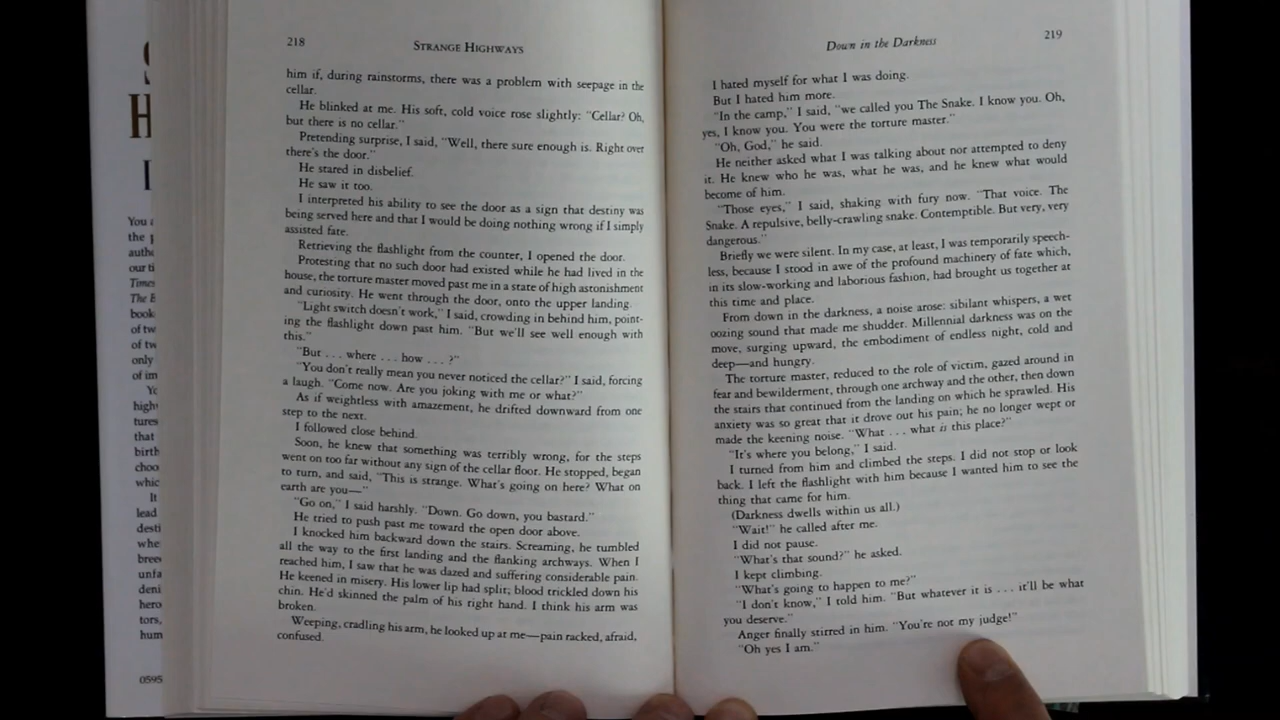 S
H
D
You a
the p
autho
our ti
Times
The B
book
of tw
of tw
only
of im
Yo
high
tures
that
birth
choo
whic
It
lead
desti
whe
bree
unfa
deni
hero
tors,
hum
0595
218
STRANGE HIGHWAYS
him if, during rainstorms, there was a problem with seepage in the
cellar.
He blinked at me. His soft, cold voice rose slightly: "Cellar? Oh,
but there is no cellar."
Pretending surprise, I said, "Well, there sure enough is. Right over
there's the door."
He stared in disbelief.
He saw it too.
I interpreted his ability to see the door as a sign that destiny was
being served here and that I would be doing nothing wrong if I simply
assisted fate.
Retrieving the flashlight from the counter, I opened the door.
Protesting that no such door had existed while he had lived in the
house, the torture master moved past me in a state of high astonishment
and curiosity. He went through the door, onto the upper landing.
"Light switch doesn't work," I said, crowding in behind him, point-
ing the flashlight down past him. "But we'll see well enough with
this."
"But . . . where . . . how . . . ?"
"You don't really mean you never noticed the cellar?" I said, forcing
a laugh. "Come now. Are you joking with me or what?"
As if weightless with amazement, he drifted downward from one
step to the next.
I followed close behind.
Soon, he knew that something was terribly wrong, for the steps
went on too far without any sign of the cellar floor. He stopped, began
to turn, and said, "This is strange. What's going on here? What on
earth are you—"
"Go on," I said harshly. "Down. Go down, you bastard."
He tried to push past me toward the open door above.
I knocked him backward down the stairs. Screaming, he tumbled
all the way to the first landing and the flanking archways. When I
reached him, I saw that he was dazed and suffering considerable pain.
He keened in misery. His lower lip had split; blood trickled down his
chin. He'd skinned the palm of his right hand. I think his arm was
broken.
Weeping, cradling his arm, he looked up at me—pain racked, afraid,
confused.
Down in the Darkness
219
I hated myself for what I was doing.
But I hated him more.
"In the camp," I said, "we called you The Snake. I know you. Oh,
yes, I know you. You were the torture master."
"Oh, God," he said.
He neither asked what I was talking about nor attempted to deny
it. He knew who he was, what he was, and he knew what would
become of him.
"Those eyes," I said, shaking with fury now. "That voice. The
Snake. A repulsive, belly-crawling snake. Contemptible. But very, very
dangerous."
Briefly we were silent. In my case, at least, I was temporarily speech-
less, because I stood in awe of the profound machinery of fate which,
in its slow-working and laborious fashion, had brought us together at
this time and place.
From down in the darkness, a noise arose: sibilant whispers, a wet
oozing sound that made me shudder. Millennial darkness was on the
move, surging upward, the embodiment of endless night, cold and
deep—and hungry.
The torture master, reduced to the role of victim, gazed around in
fear and bewilderment, through one archway and the other, then down
the stairs that continued from the landing on which he sprawled. His
anxiety was so great that it drove out his pain; he no longer wept or
made the keening noise. "What . . . what is this place?"
"It's where you belong," I said.
I turned from him and climbed the steps. I did not stop or look
back. I left the flashlight with him because I wanted him to see the
thing that came for him.
(Darkness dwells within us all.)
"Wait!" he called after me.
I did not pause.
"What's that sound?" he asked.
I kept climbing.
"What's going to happen to me?"
"I don't know," I told him. "But whatever it is . . . it'll be what
you deserve."
Anger finally stirred in him. "You're not my judge!"
"Oh yes I am."